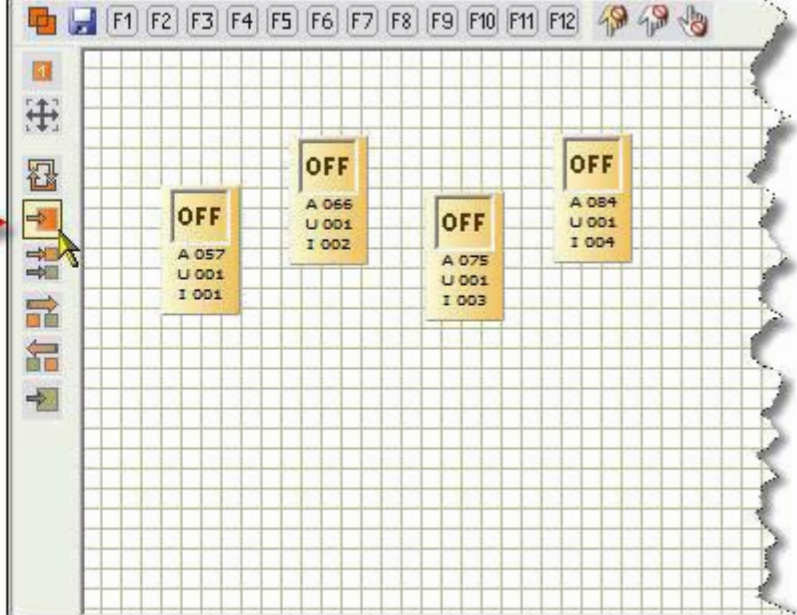 F1 F2 F3 F4 F5 F6 F7 F8 F9 F10 F11 F12
1
OFF
A 057
U 001
I 001
OFF
A 066
U 001
I 002
OFF
A 075
U 001
I 003
OFF
A 084
U 001
I 004